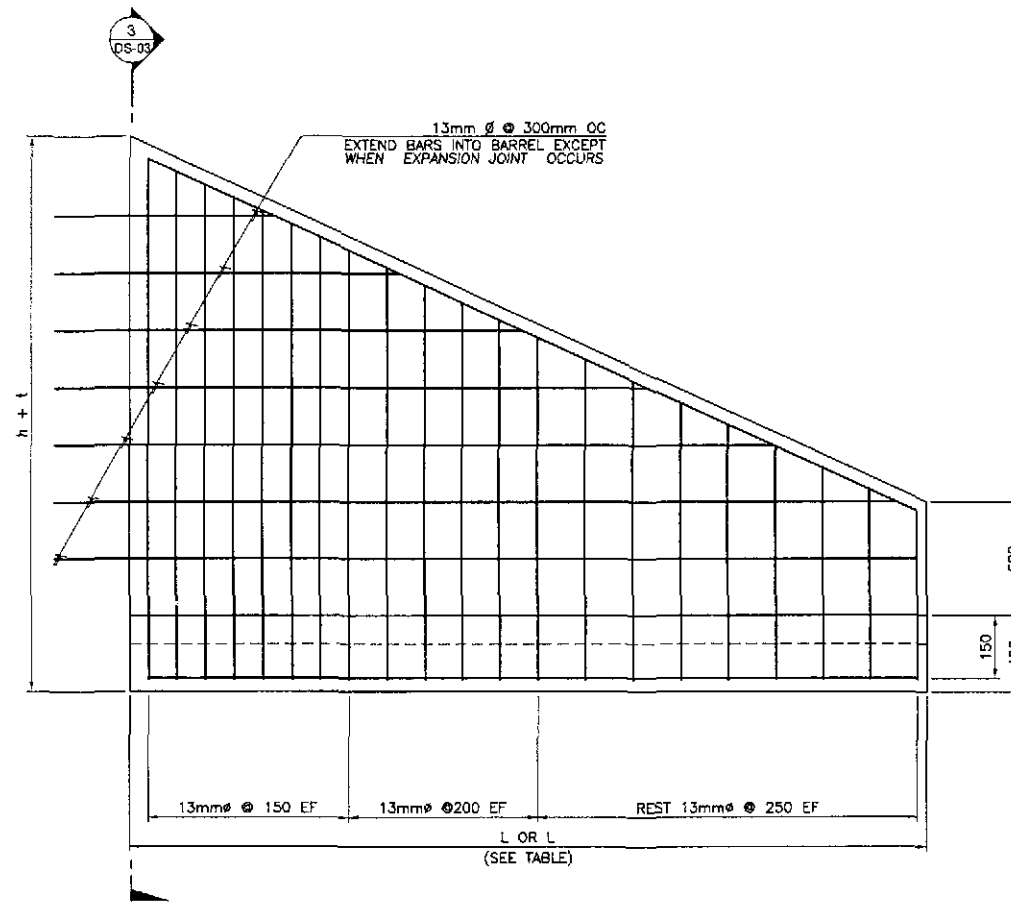 3
DS-03
13mm Ø @ 300mm OC
EXTEND BARS INTO BARREL EXCEPT
WHEN EXPANSION JOINT OCCURS
h + t
150
13mmø @ 150 EF
13mmø @200 EF
REST 13mmø @ 250 EF
L OR L
(SEE TABLE)